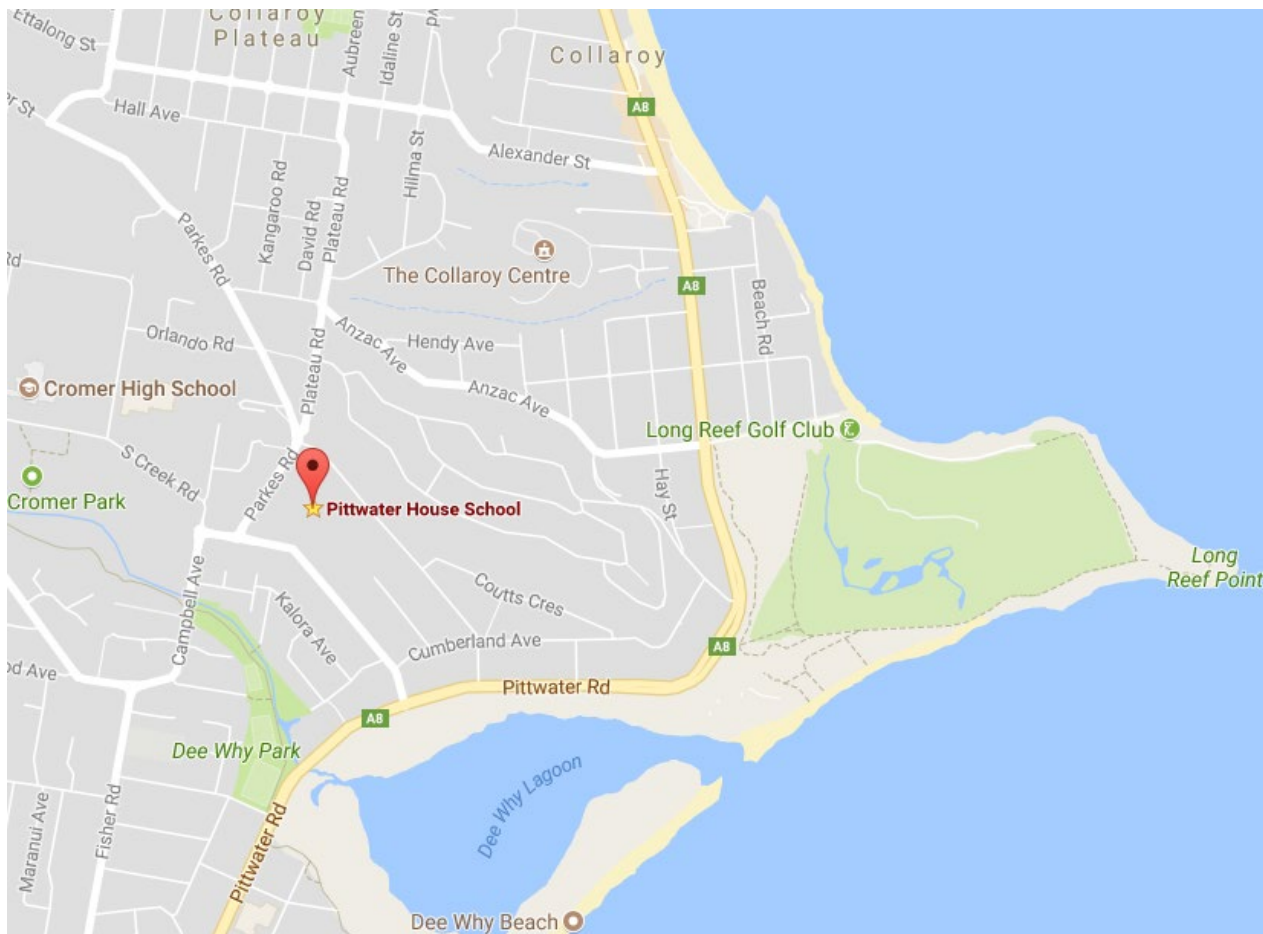 Ettalong St
Collaroy
Plateau
Aubreen
Idaline St
Collaroy
A8
Hall Ave
Alexander St
Hilma St
Kangaroo Rd
David Rd
Plateau Rd
Parkes Rd
The Collaroy Centre
A8
Beach Rd
Orlando Rd
Anzac Ave
Hendy Ave
Plateau Rd
Cromer High School
Anzac Ave
Long Reef Golf Club
S Creek Rd
Parkes Rd
Hay St
Cromer Park
Pittwater House School
Long
Reef Point
Campbell Ave
Kalora Ave
Coutts Cres
Cumberland Ave
A8
Pittwater Rd
A8
Dee Why Park
Dee Why Lagoon
Maranui Ave
Fisher Rd
Pittwater Rd
Dee Why Beach